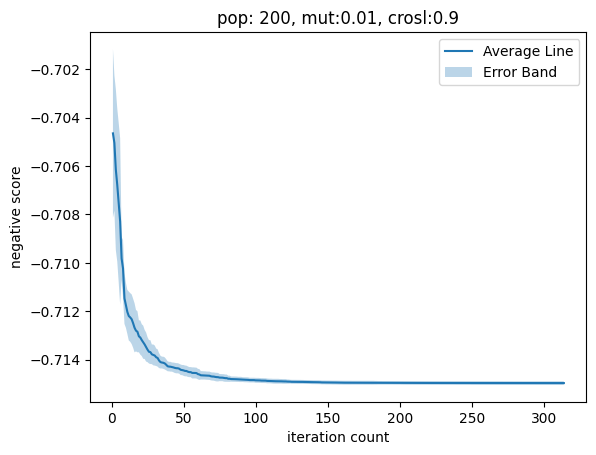 pop: 200, mut:0.01, crosl:0.9
Average Line
Error Band
−0.702
−0.704
−0.706
−0.708
−0.710
−0.712
−0.714
negative score
0
50
100
150
200
250
300
iteration count